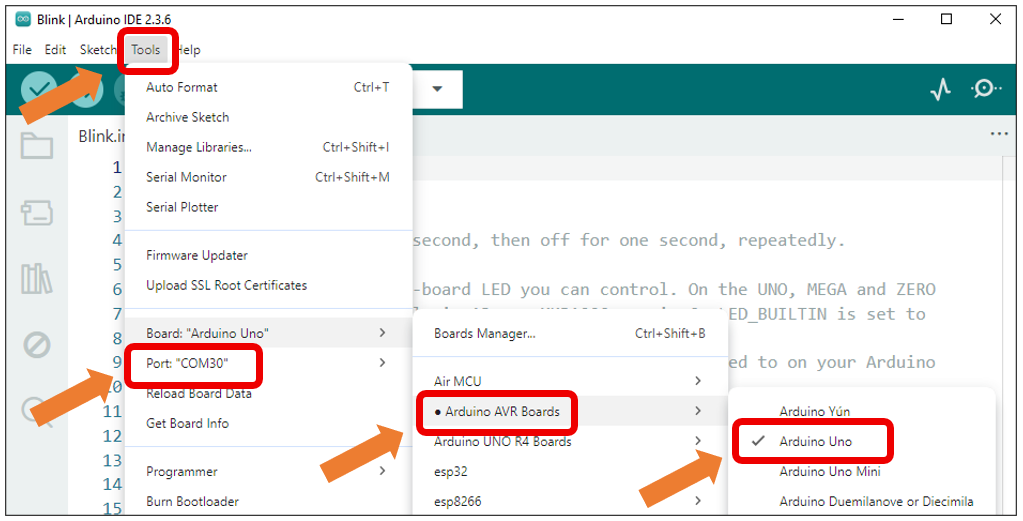 Blink | Arduino IDE 2.3.6
File Edit Sketch Tools Help
Auto Format Ctrl+T
Archive Sketch
Manage Libraries... Ctrl+Shift+I
Serial Monitor Ctrl+Shift+M
Serial Plotter
Firmware Updater
Upload SSL Root Certificates
Board: "Arduino Uno"
Port: "COM30"
Reload Board Data
Get Board Info
Programmer
Burn Bootloader
Boards Manager... Ctrl+Shift+B
Air MCU
● Arduino AVR Boards
Arduino UNO R4 Boards
esp32
esp8266
Arduino Yún
✓ Arduino Uno
Arduino Uno Mini
Arduino Duemilanove or Diecimila
1
2
3
4 second, then off for one second, repeatedly.
5
6 -board LED you can control. On the UNO, MEGA and ZERO
7 LED_BUILTIN is set to
8
9 ed to on your Arduino
10
11
12
13
14
15